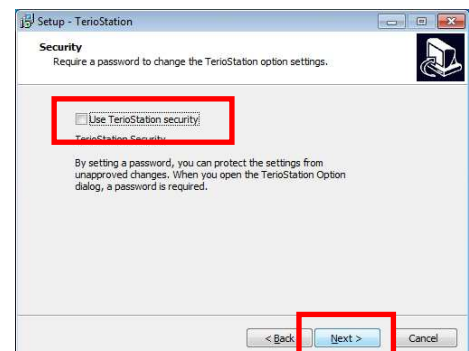 Setup - TerioStation
Security
Require a password to change the TerioStation option settings.
Use TerioStation security
TerioStation Security
By setting a password, you can protect the settings from
unapproved changes. When you open the TerioStation Option
dialog, a password is required.
< Back
Next >
Cancel